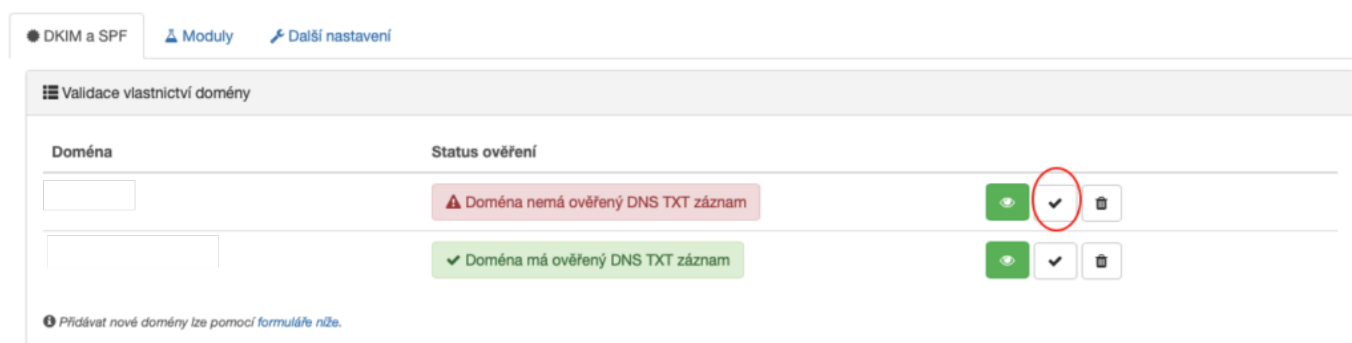 DKIM a SPF Moduly Další nastavení
Validace vlastnictví domény
Doména Status ověření
Doména nemá ověřený DNS TXT záznam
Doména má ověřený DNS TXT záznam
Přidávat nové domény lze pomocí formuláře níže.